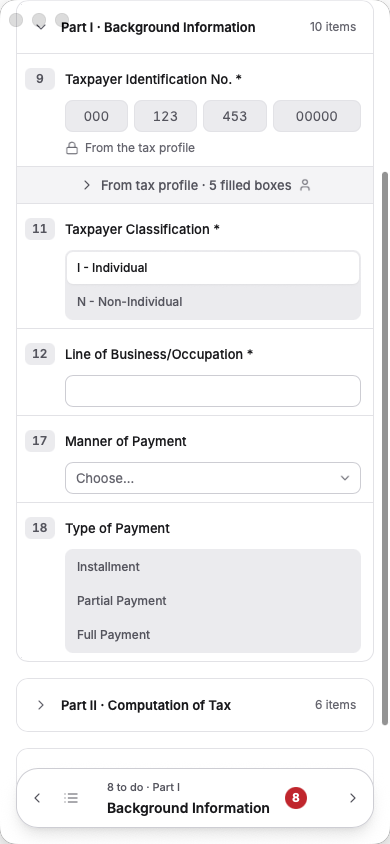 Part I · Background Information 10 items
9 Taxpayer Identification No. *
000 123 453 00000
From the tax profile
From tax profile · 5 filled boxes
11 Taxpayer Classification *
I - Individual
N - Non-Individual
12 Line of Business/Occupation *
17 Manner of Payment
Choose...
18 Type of Payment
Installment
Partial Payment
Full Payment
Part II · Computation of Tax 6 items
8 to do · Part I
Background Information 8